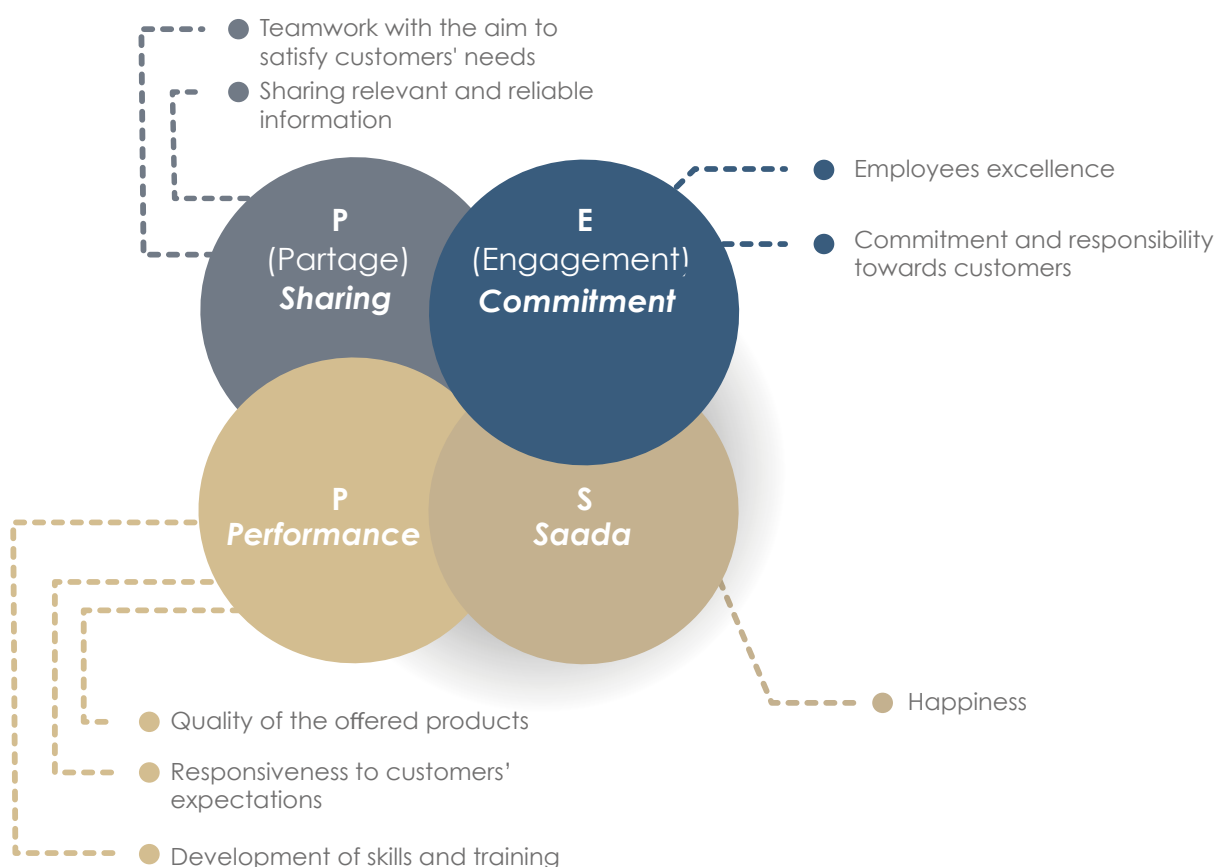 Teamwork with the aim to
satisfy customers' needs
Sharing relevant and reliable
information
P
(Partage)
Sharing
E
(Engagement)
Commitment
Employees excellence
Commitment and responsibility
towards customers
P
Performance
S
Saada
Happiness
Quality of the offered products
Responsiveness to customers’
expectations
Development of skills and training